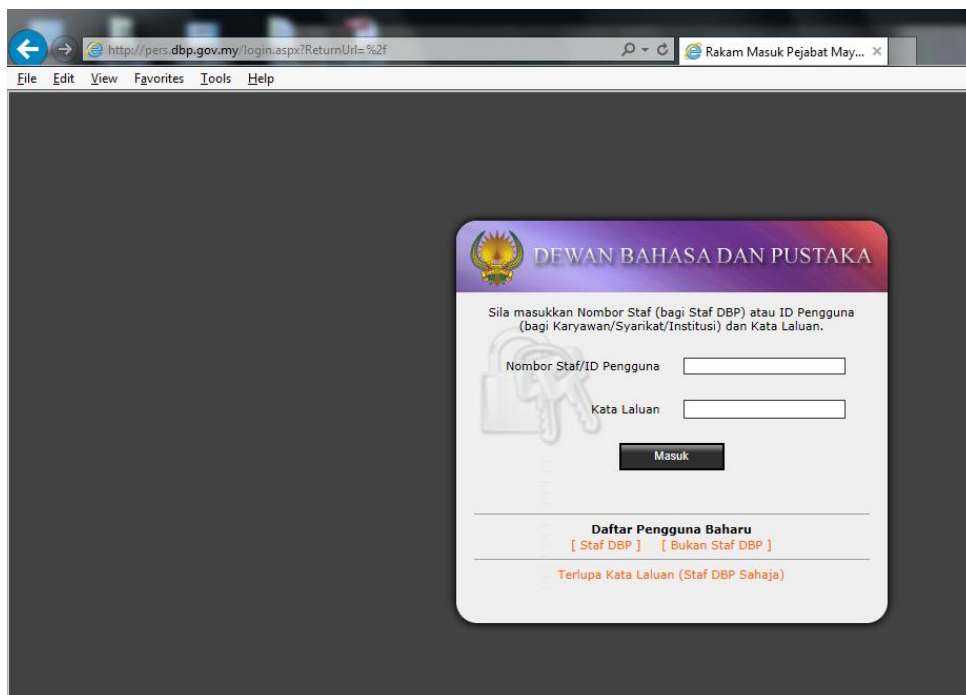 http://pers.dbp.gov.my/login.aspx?ReturnUrl=%2f
Rakam Masuk Pejabat May...
File Edit View Favorites Tools Help
DEWAN BAHASA DAN PUSTAKA
Sila masukkan Nombor Staf (bagi Staf DBP) atau ID Pengguna
(bagi Karyawan/Syarikat/Institusi) dan Kata Laluan.
Nombor Staf/ID Pengguna
Kata Laluan
Masuk
Daftar Pengguna Baharu
[ Staf DBP ] [ Bukan Staf DBP ]
Terlupa Kata Laluan (Staf DBP Sahaja)